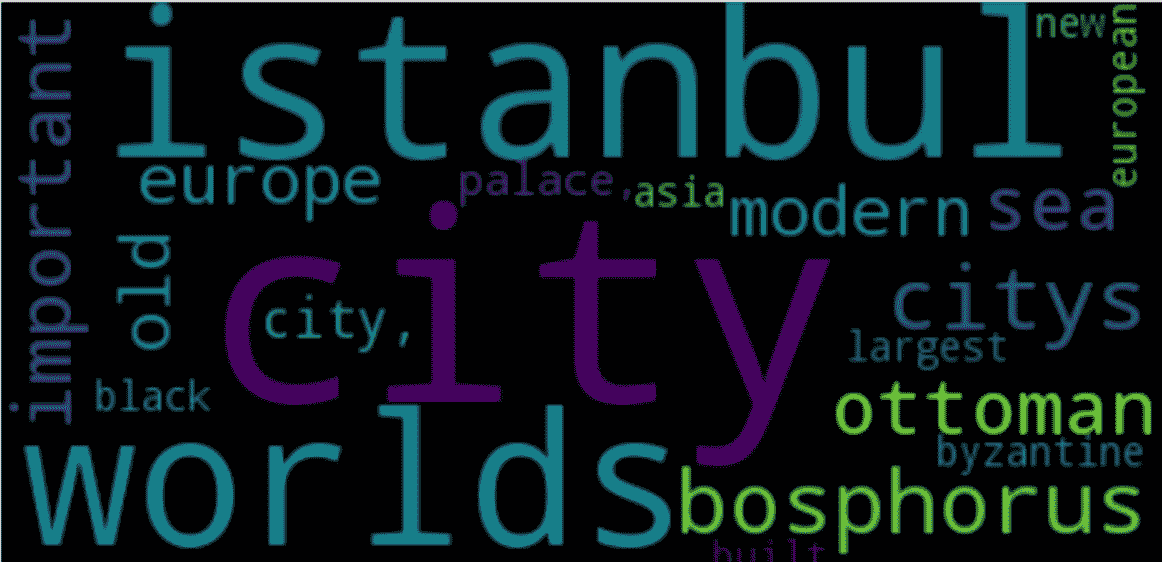 istanbul
new
european
important
europe
palace,
asia
modern
sea
old
city
city,
citys
largest
black
ottoman
worlds
byzantine
bosphorus
built